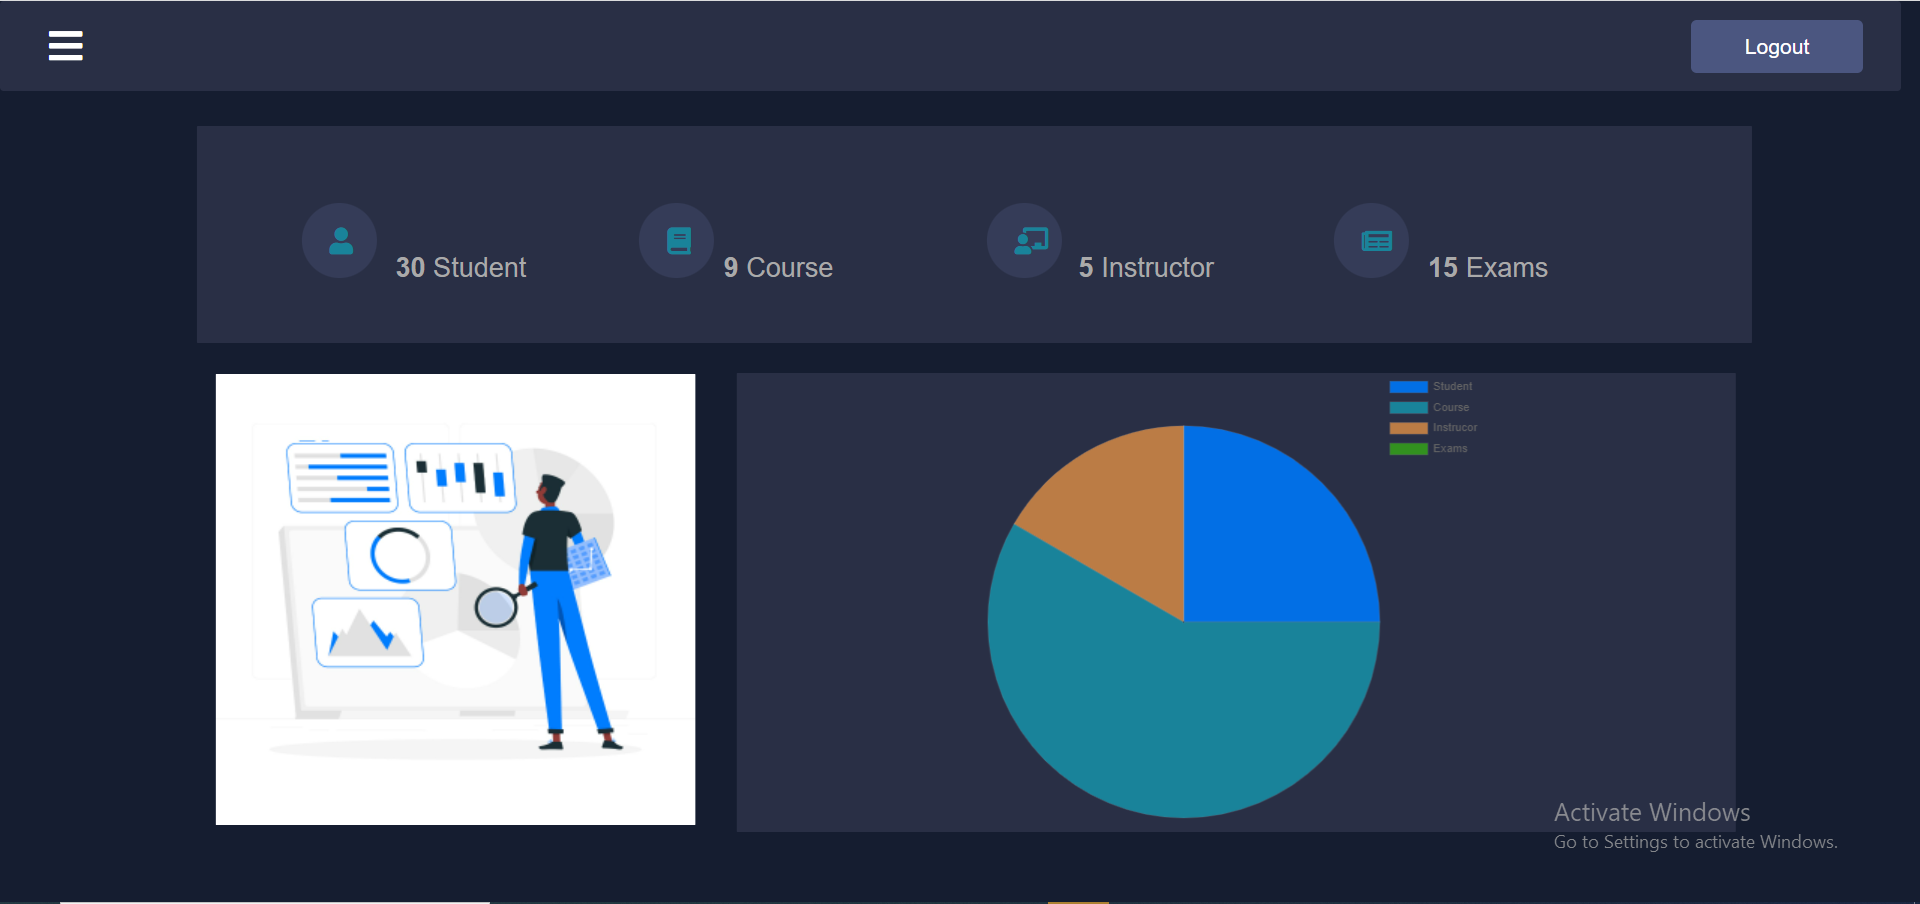 Logout
30 Student
9 Course
5 Instructor
15 Exams
Student
Course
Instrucor
Exams
Activate Windows
Go to Settings to activate Windows.